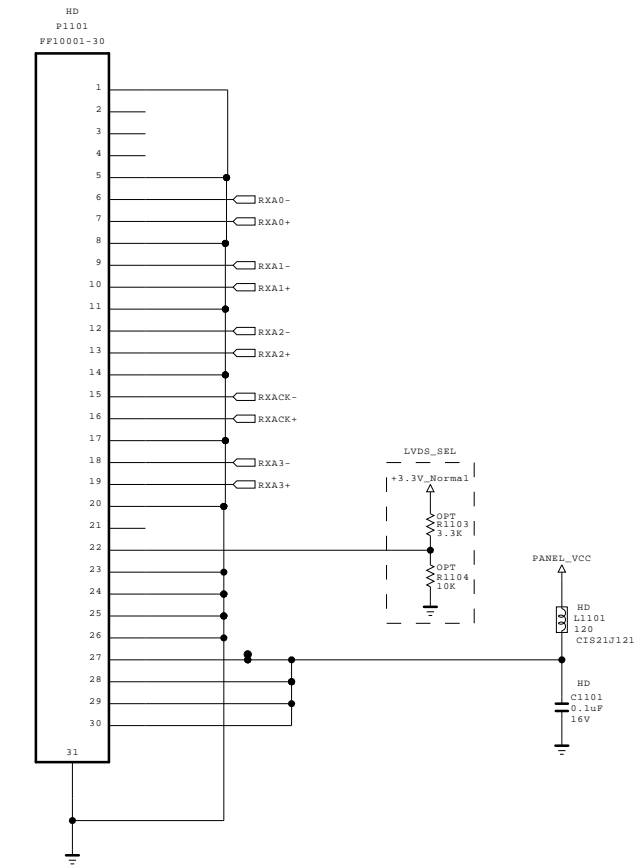 HD
P1101
FF10001-30
1
2
3
4
5
6
RXA0-
7
RXA0+
8
9
RXA1-
10
RXA1+
11
12
RXA2-
13
RXA2+
14
15
RXACK-
16
RXACK+
17
18
RXA3-
19
RXA3+
20
21
22
23
24
25
26
27
28
29
30
31
LVDS_SEL
+3.3V_Normal
OPT
R1103
3.3K
OPT
R1104
10K
PANEL_VCC
HD
L1101
120
CIS21J121
HD
C1101
0.1uF
16V